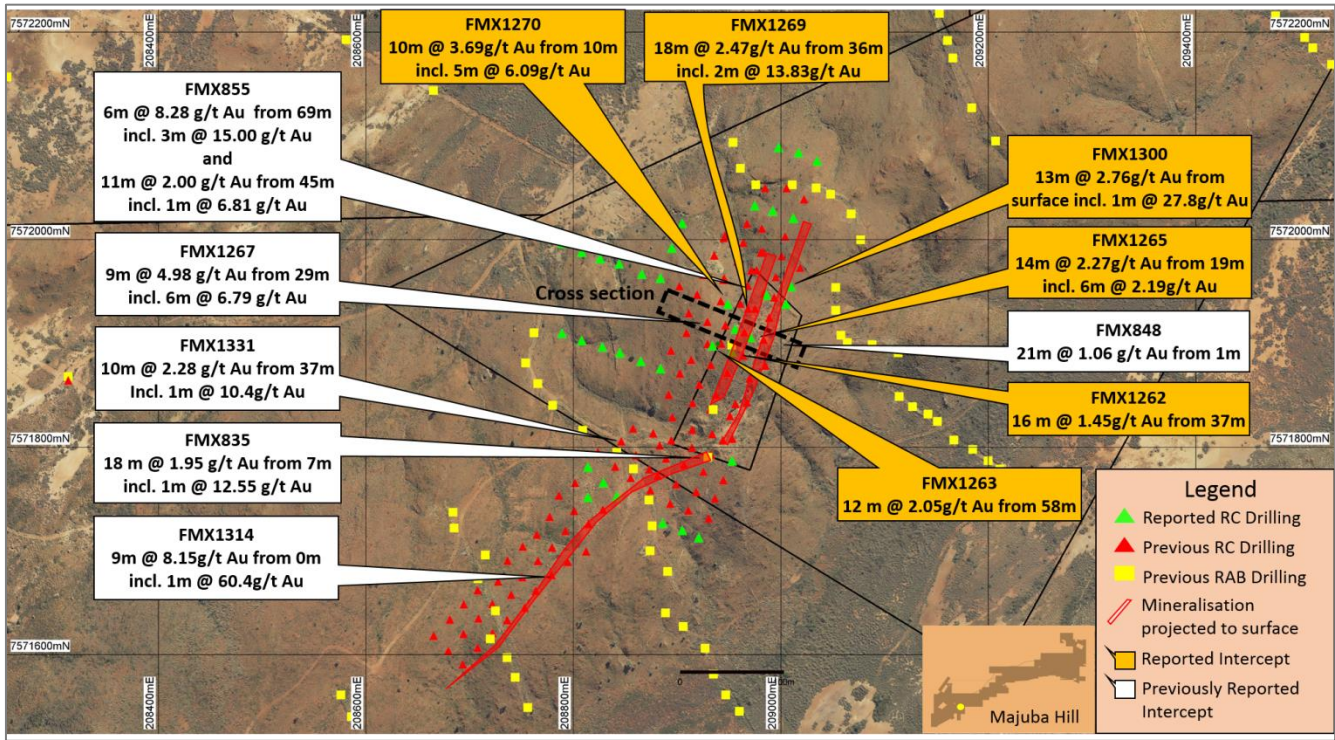 7572200mN
208400mE
208600mE
209200mE
209400mE
7572200mN
FMX1270
10m @ 3.69g/t Au from 10m
incl. 5m @ 6.09g/t Au
FMX1269
18m @ 2.47g/t Au from 36m
incl. 2m @ 13.83g/t Au
FMX855
6m @ 8.28 g/t Au from 69m
incl. 3m @ 15.00 g/t Au
and
11m @ 2.00 g/t Au from 45m
incl. 1m @ 6.81 g/t Au
FMX1300
13m @ 2.76g/t Au from
surface incl. 1m @ 27.8g/t Au
7572000mN
7572000mN
FMX1267
9m @ 4.98 g/t Au from 29m
incl. 6m @ 6.79 g/t Au
Cross section
FMX1265
14m @ 2.27g/t Au from 19m
incl. 6m @ 2.19g/t Au
FMX848
21m @ 1.06 g/t Au from 1m
FMX1331
10m @ 2.28 g/t Au from 37m
Incl. 1m @ 10.4g/t Au
FMX1262
16 m @ 1.45g/t Au from 37m
7571800mN
7571800mN
FMX835
18 m @ 1.95 g/t Au from 7m
incl. 1m @ 12.55 g/t Au
FMX1263
12 m @ 2.05g/t Au from 58m
FMX1314
9m @ 8.15g/t Au from 0m
incl. 1m @ 60.4g/t Au
7571600mN
208400mE
208600mE
208800mE
209000mE
Majuba Hill
Legend
Reported RC Drilling
Previous RC Drilling
Previous RAB Drilling
Mineralisation
projected to surface
Reported Intercept
Previously Reported
Intercept